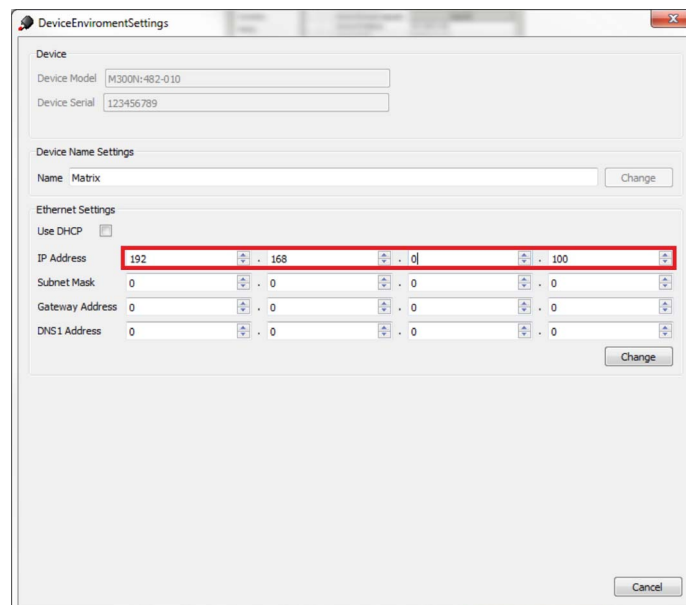 DeviceEnviromentSettings
Device
Device Model M300N:482-010
Device Serial 123456789
Device Name Settings
Name Matrix Change
Ethernet Settings
Use DHCP
IP Address 192 . 168 . 0 . 100
Subnet Mask 0 . 0 . 0 . 0
Gateway Address 0 . 0 . 0 . 0
DNS1 Address 0 . 0 . 0 . 0
Change
Cancel